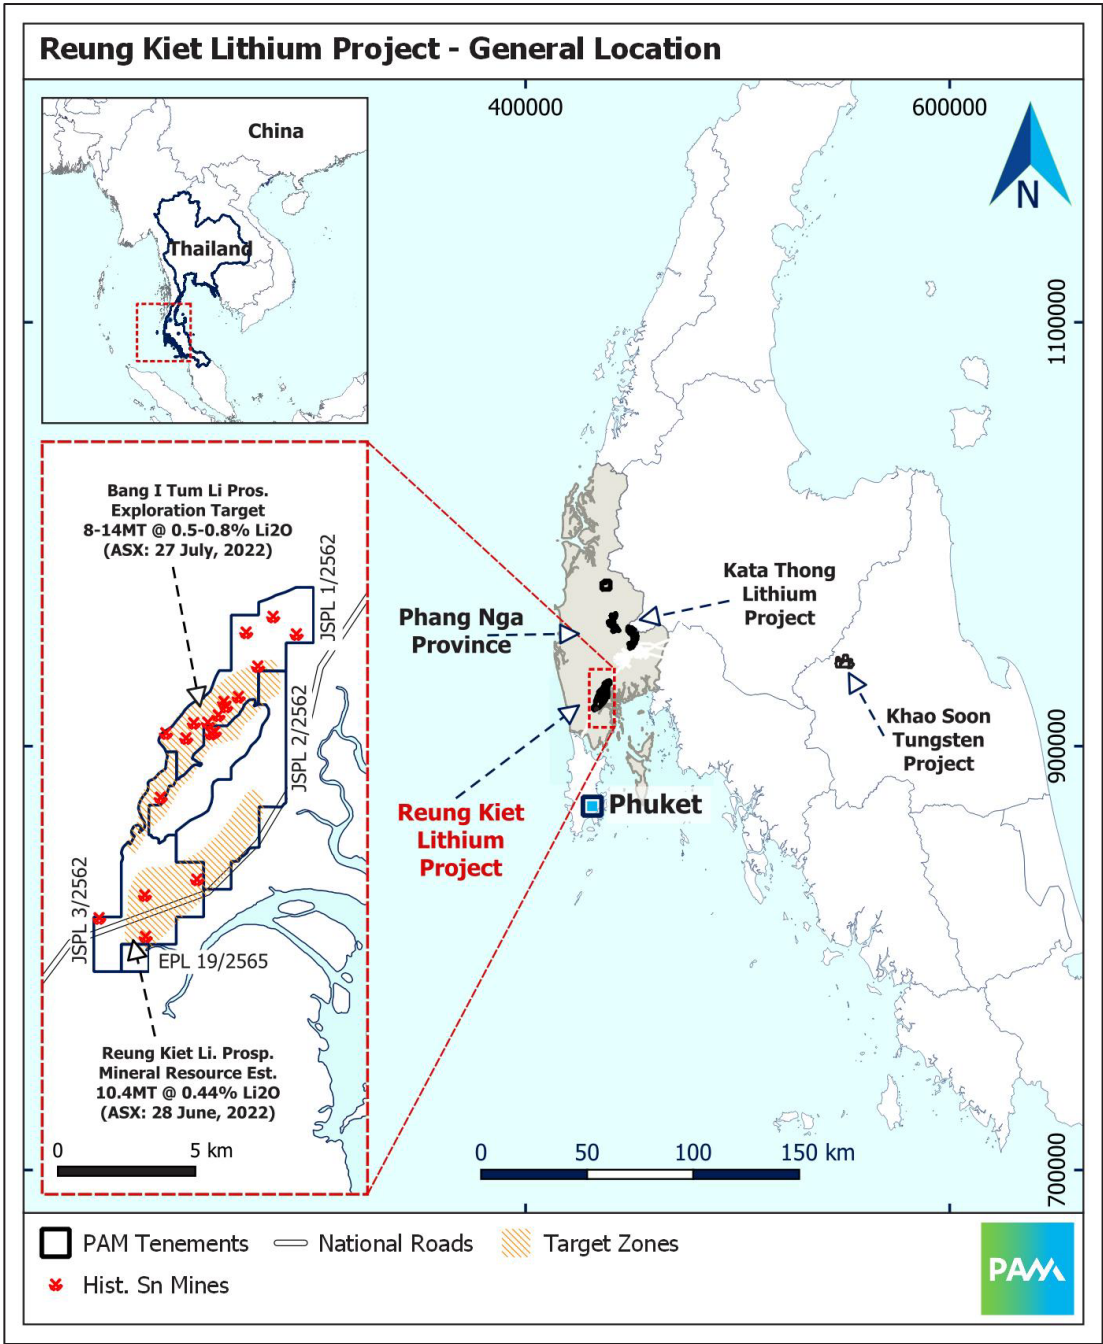 Reung Kiet Lithium Project - General Location
400000
600000
China
Thailand
N
1100000
Bang I Tum Li Pros.
Exploration Target
8-14MT @ 0.5-0.8% Li2O
(ASX: 27 July, 2022)
JSPL 1/2562
JSPL 2/2562
JSPL 3/2562
EPL 19/2565
Reung Kiet Li. Prosp.
Mineral Resource Est.
10.4MT @ 0.44% Li2O
(ASX: 28 June, 2022)
0
5 km
Phang Nga
Province
Kata Thong
Lithium
Project
Khao Soon
Tungsten
Project
900000
Reung Kiet
Lithium
Project
Phuket
0
50
100
150 km
700000
PAM Tenements
National Roads
Target Zones
Hist. Sn Mines
PAM